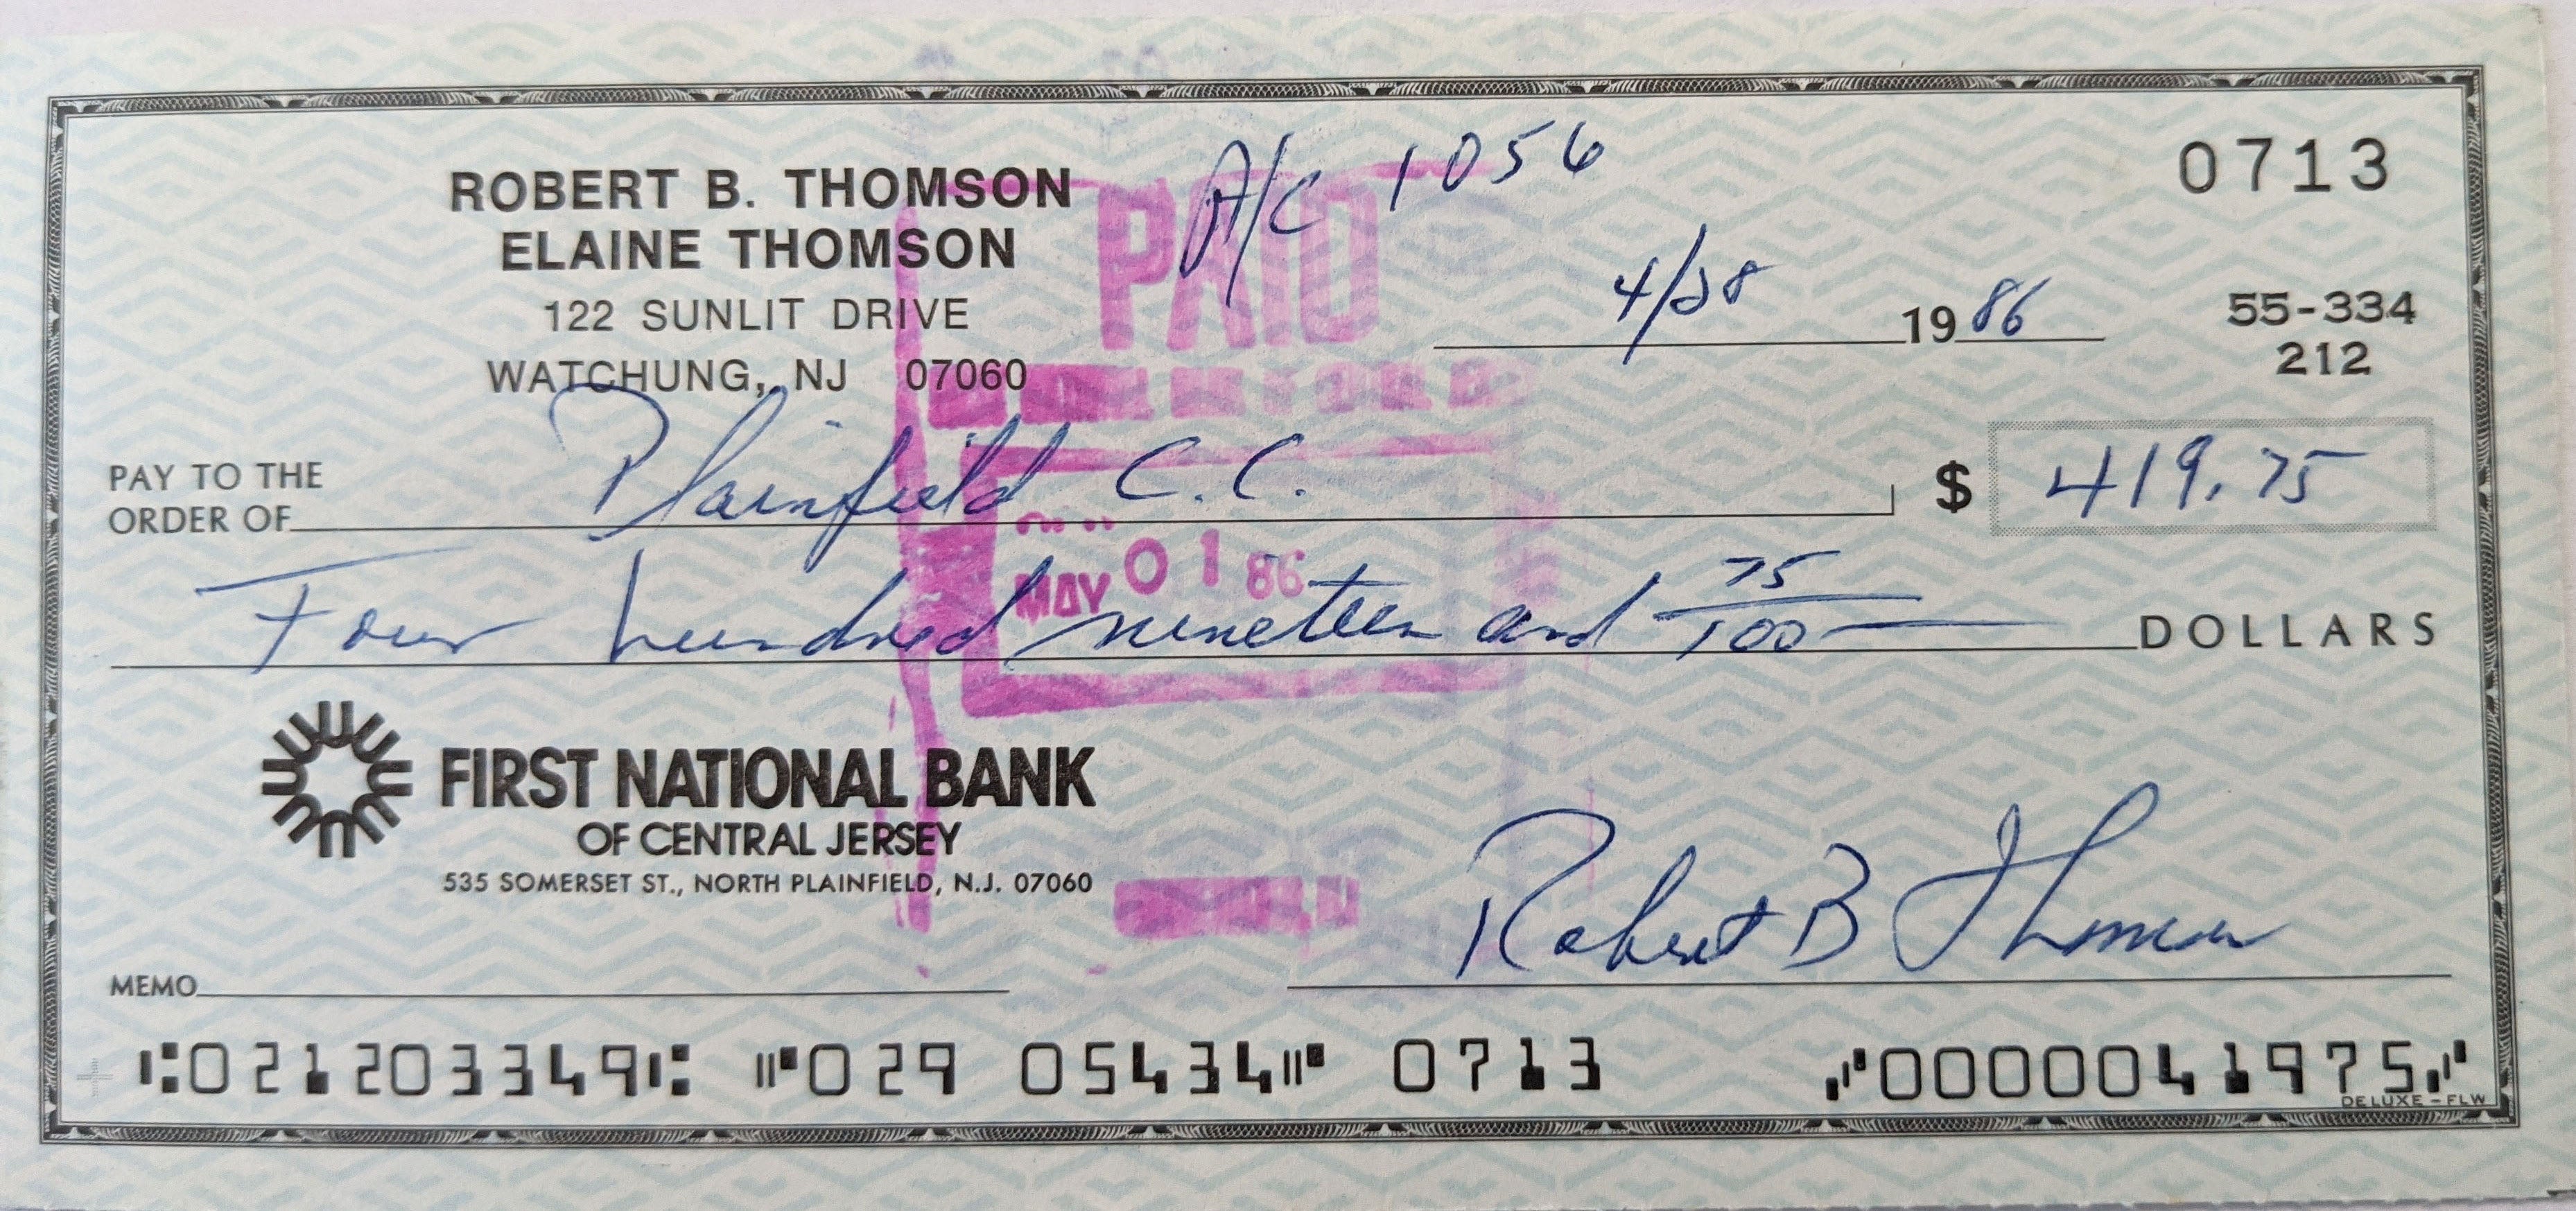 ROBERT B. THOMSON
ELAINE THOMSON
122 SUNLIT DRIVE
WATCHUNG, NJ 07060
A/C 1056
0713
4/28 1986
55-334
212
PAID
PAY TO THE
ORDER OF Plainfield C.C. $ 419.75
MAY 01 86
Four hundred nineteen and 75/100 DOLLARS
FIRST NATIONAL BANK
OF CENTRAL JERSEY
535 SOMERSET ST., NORTH PLAINFIELD, N.J. 07060
Robert B Thomson
MEMO
⑆021203349⑆ ⑈029 05434⑈ 0713 ⑇0000041975⑇
DELUXE - FLW